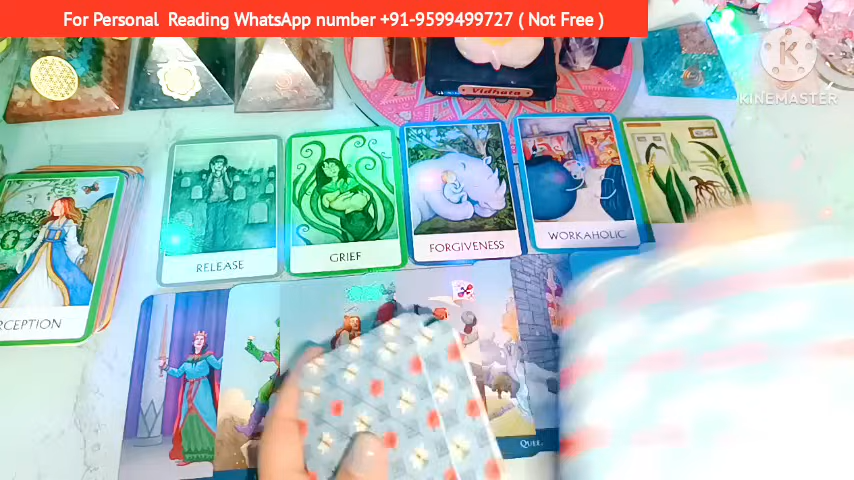 For Personal Reading WhatsApp number +91-9599499727 ( Not Free )
KINEMASTER
Vidhata
RELEASE
GRIEF
FORGIVENESS
WORKAHOLIC
RCEPTION
QUEE